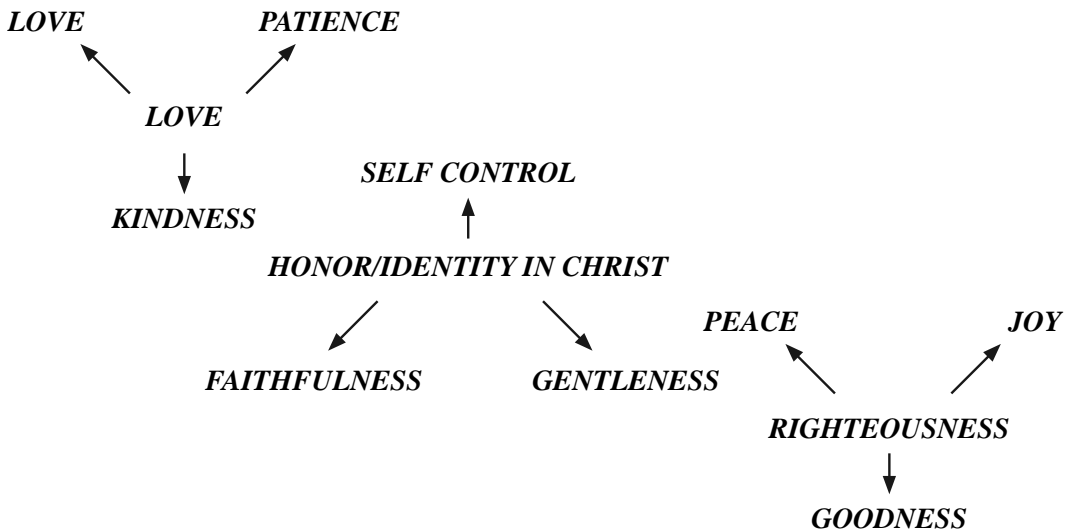 LOVE
PATIENCE
LOVE
KINDNESS
SELF CONTROL
HONOR/IDENTITY IN CHRIST
FAITHFULNESS
GENTLENESS
PEACE
JOY
RIGHTEOUSNESS
GOODNESS